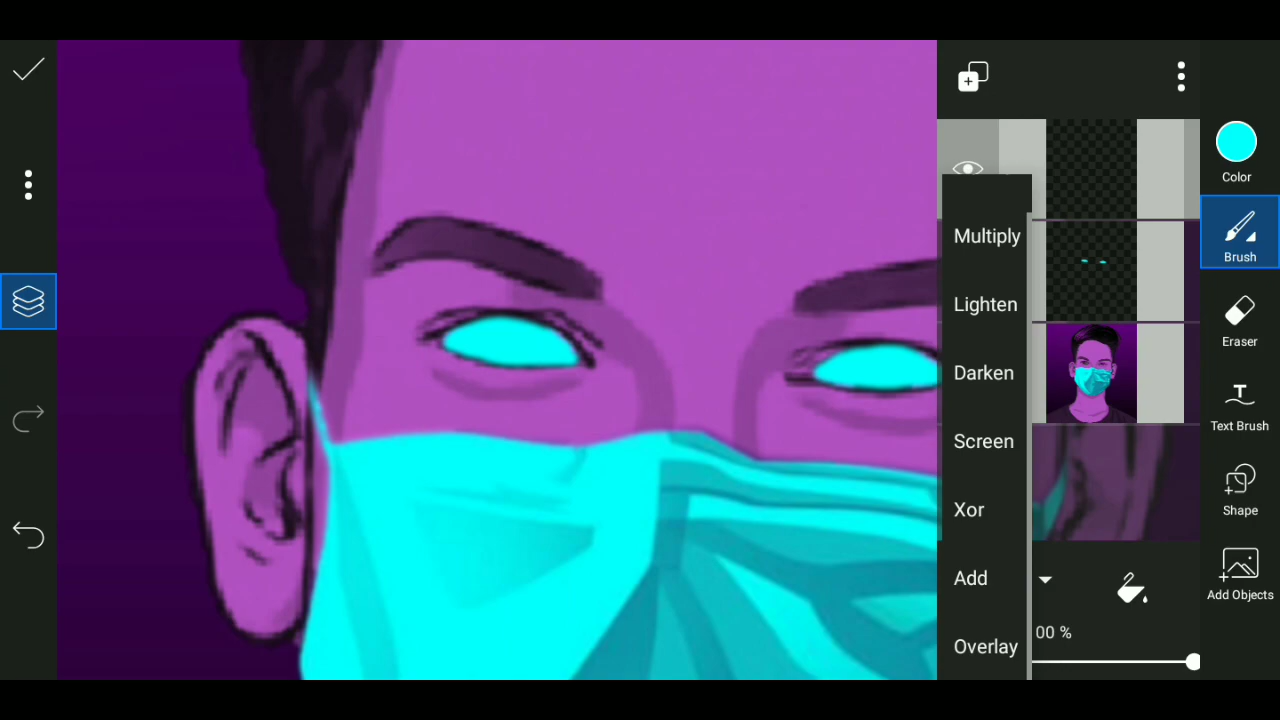 Multiply
Lighten
Darken
Screen
Xor
Add
Overlay
00 %
Color
Brush
Eraser
Text Brush
Shape
Add Objects